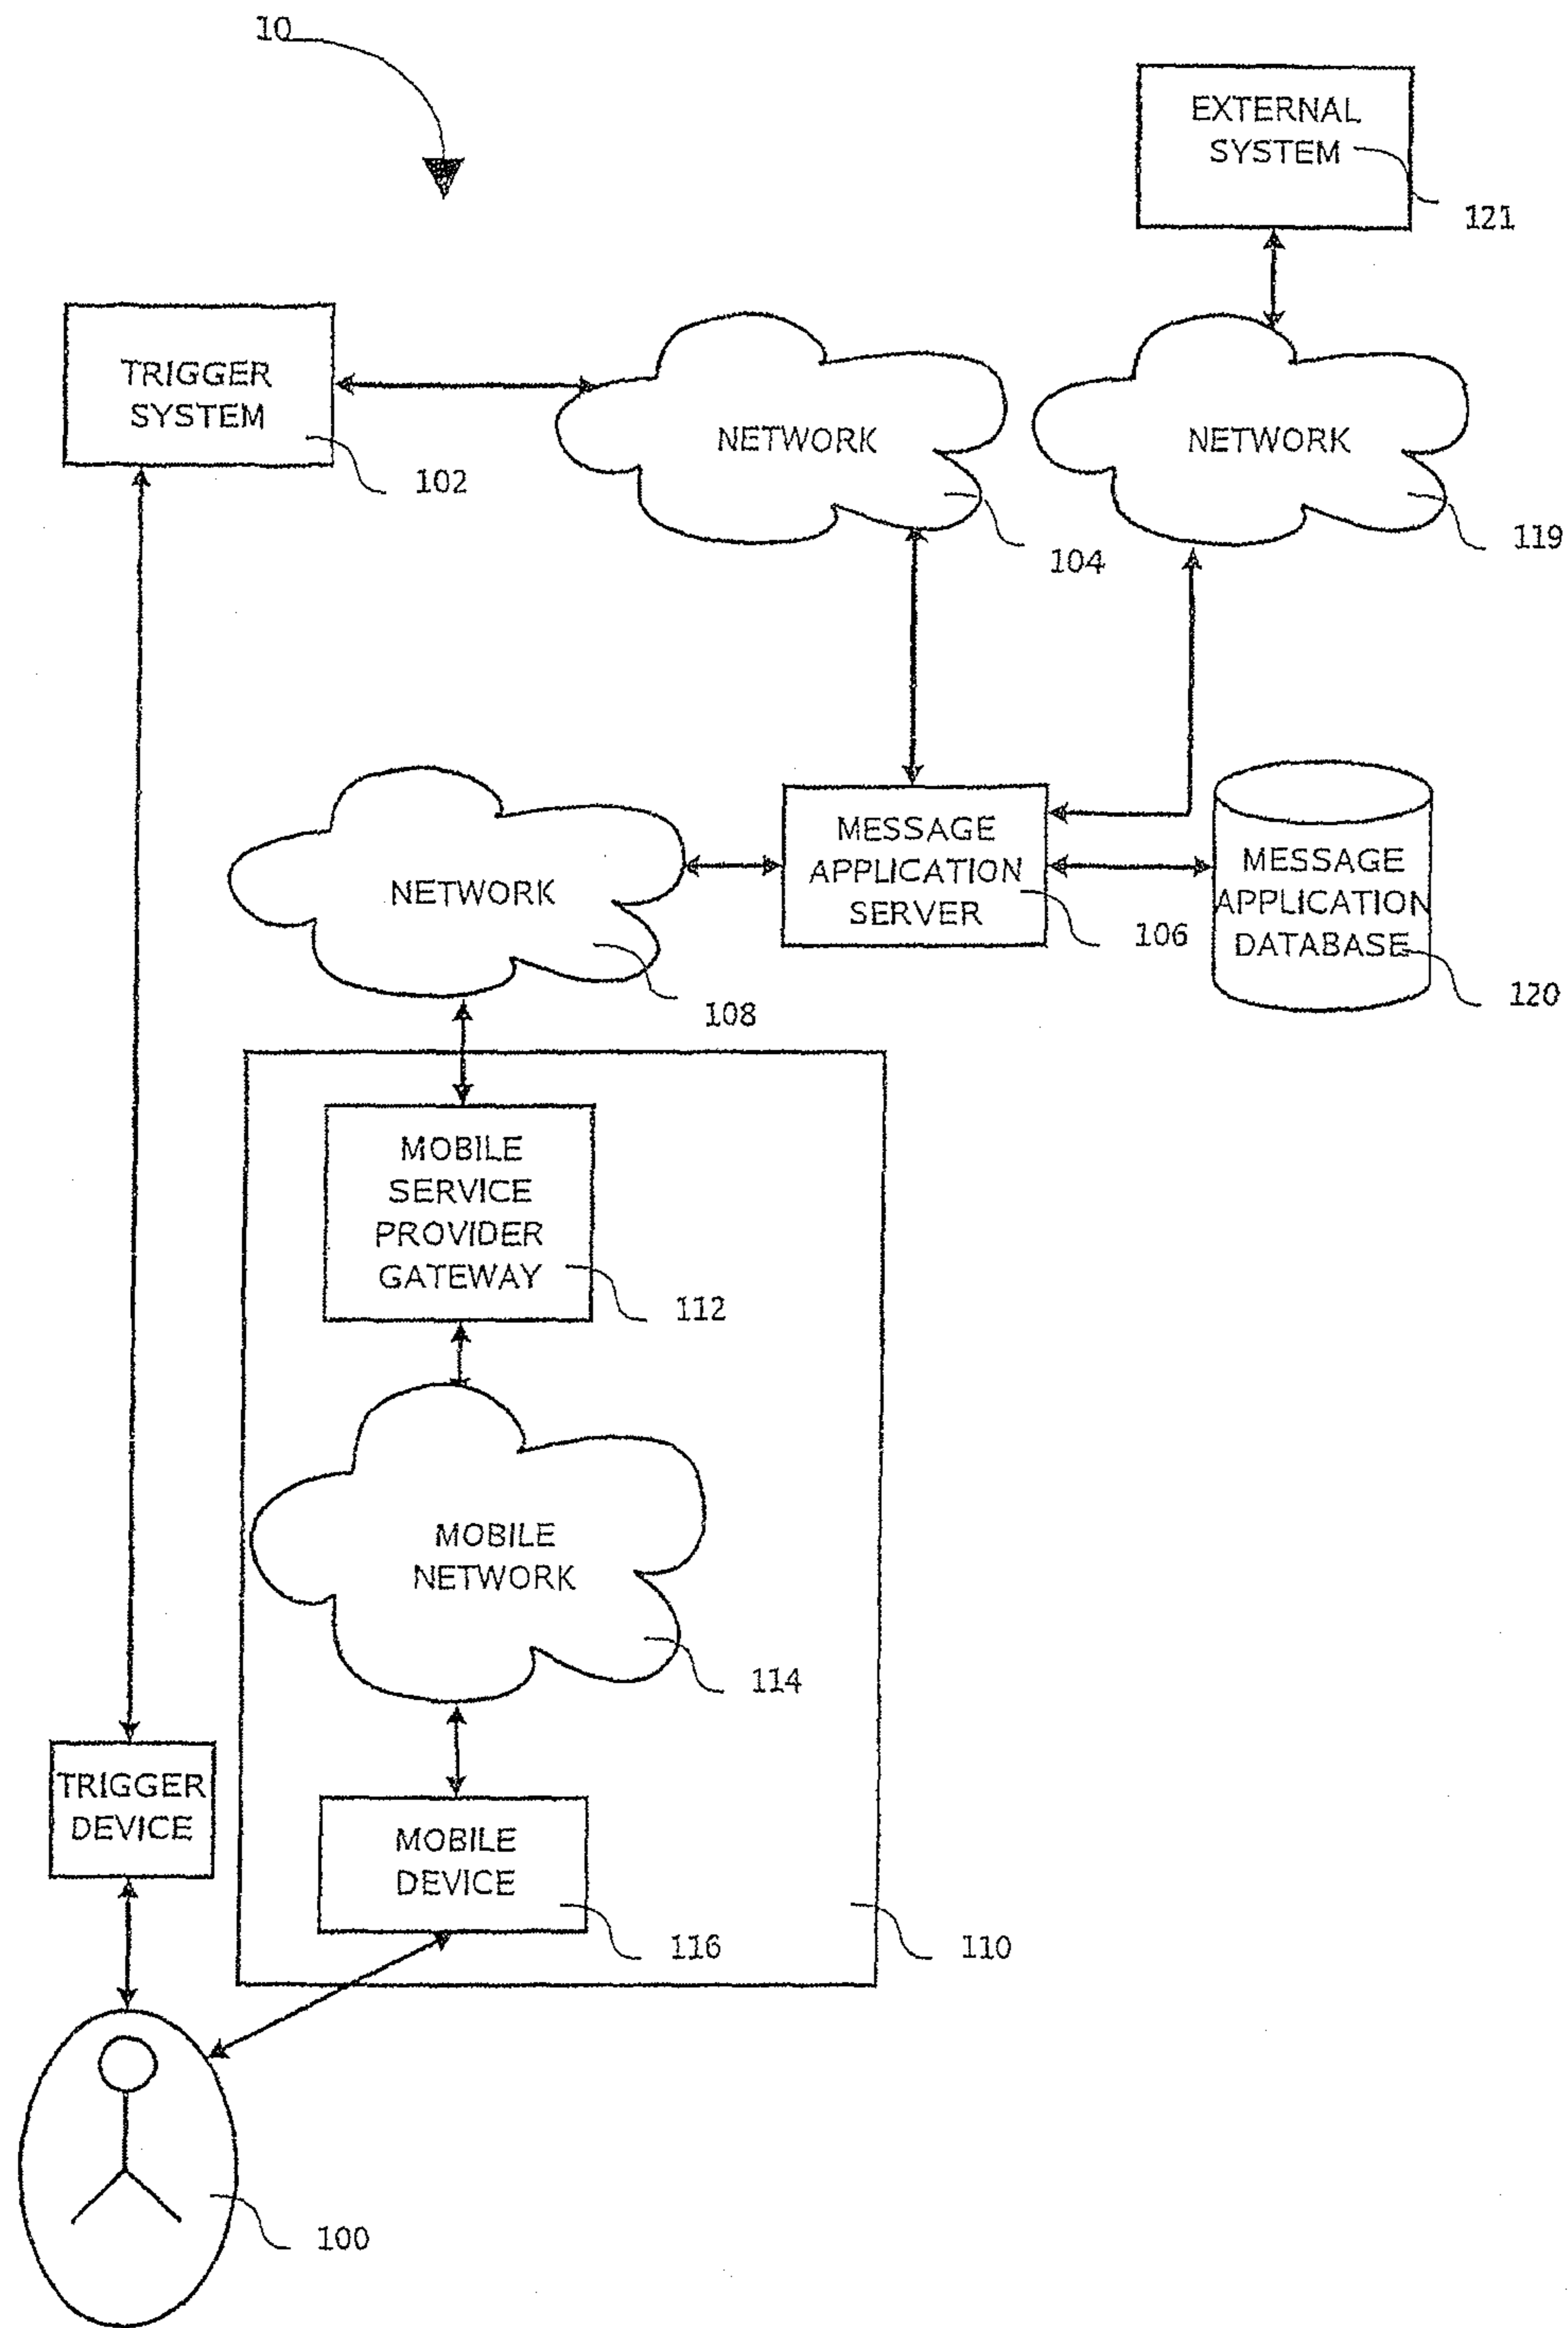 10
EXTERNAL
SYSTEM
121
TRIGGER
SYSTEM
102
NETWORK
104
NETWORK
119
NETWORK
108
MESSAGE
APPLICATION
SERVER
106
MESSAGE
APPLICATION
DATABASE
120
MOBILE
SERVICE
PROVIDER
GATEWAY
112
MOBILE
NETWORK
114
TRIGGER
DEVICE
MOBILE
DEVICE
116
110
100